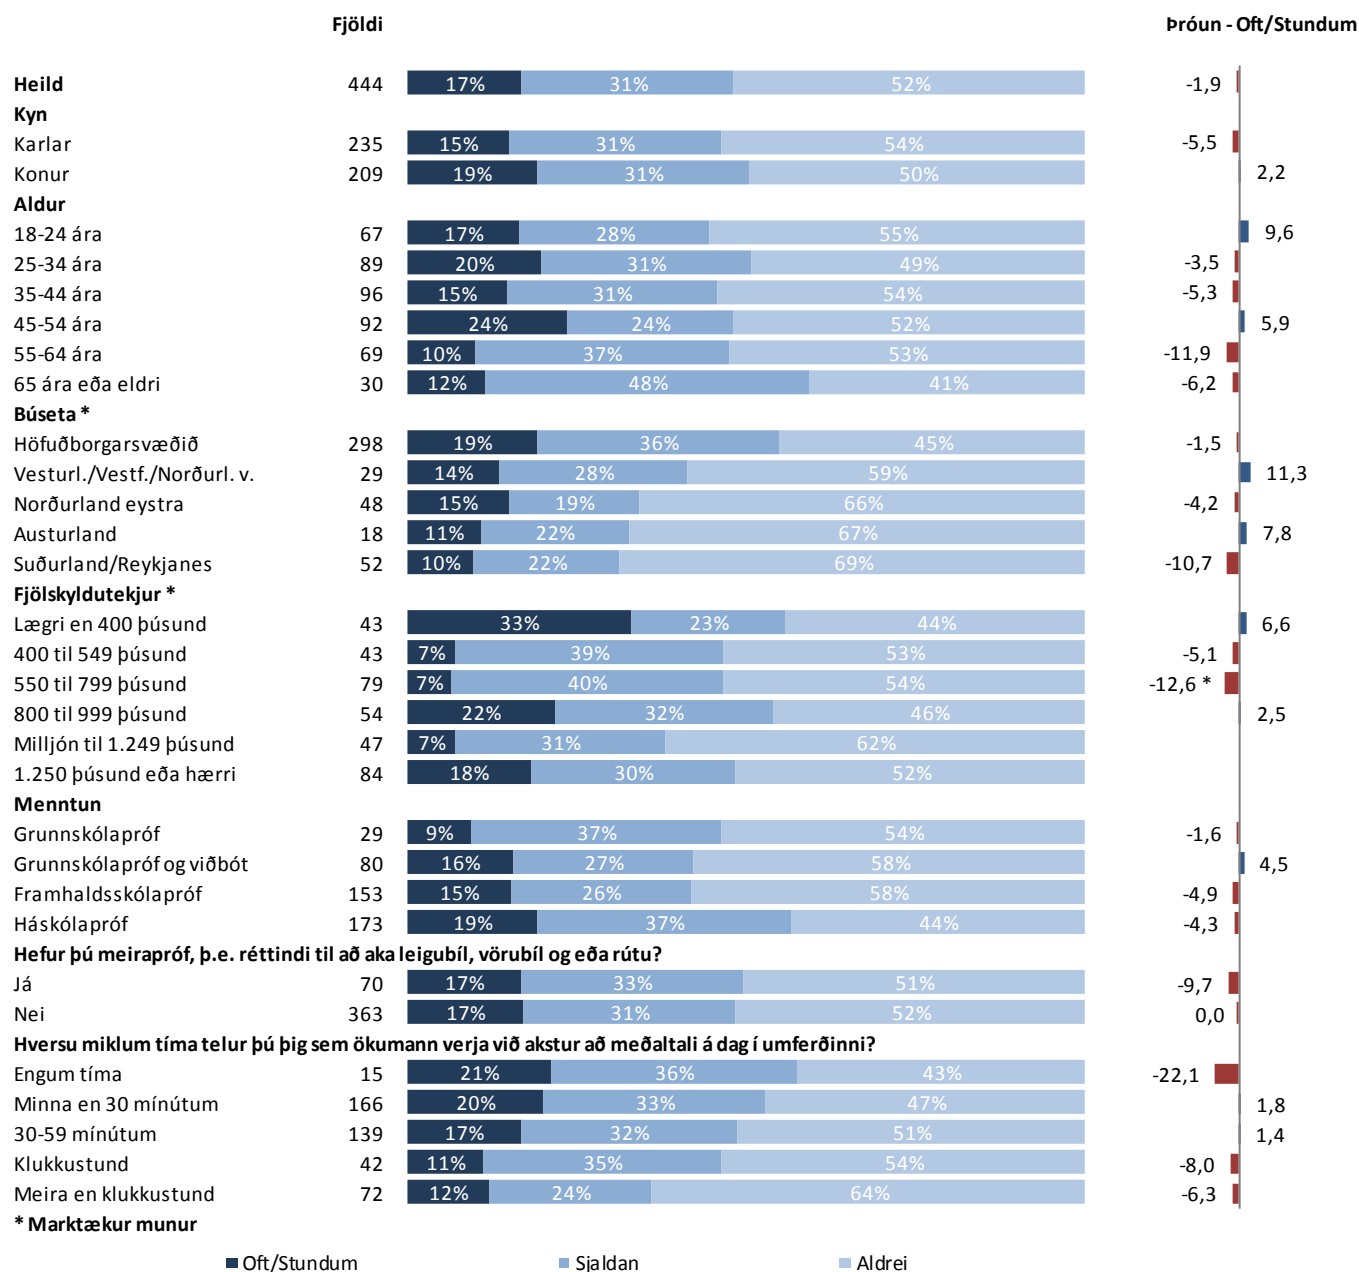 Fjöldi Þróun - Oft/Stundum
Heild 444 17% 31% 52% -1,9
Kyn
Karlar 235 15% 31% 54% -5,5
Konur 209 19% 31% 50% 2,2
Aldur
18-24 ára 67 17% 28% 55% 9,6
25-34 ára 89 20% 31% 49% -3,5
35-44 ára 96 15% 31% 54% -5,3
45-54 ára 92 24% 24% 52% 5,9
55-64 ára 69 10% 37% 53% -11,9
65 ára eða eldri 30 12% 48% 41% -6,2
Búseta *
Höfuðborgarsvæðið 298 19% 36% 45% -1,5
Vesturl./Vestf./Norðurl. v. 29 14% 28% 59% 11,3
Norðurland eystra 48 15% 19% 66% -4,2
Austurland 18 11% 22% 67% 7,8
Suðurland/Reykjanes 52 10% 22% 69% -10,7
Fjölskyldutekjur *
Lægri en 400 þúsund 43 33% 23% 44% 6,6
400 til 549 þúsund 43 7% 39% 53% -5,1
550 til 799 þúsund 79 7% 40% 54% -12,6 *
800 til 999 þúsund 54 22% 32% 46% 2,5
Milljón til 1.249 þúsund 47 7% 31% 62%
1.250 þúsund eða hærri 84 18% 30% 52%
Menntun
Grunnskólapróf 29 9% 37% 54% -1,6
Grunnskólapróf og viðbót 80 16% 27% 58% 4,5
Framhaldsskólapróf 153 15% 26% 58% -4,9
Háskólapróf 173 19% 37% 44% -4,3
Hefur þú meirapróf, þ.e. réttindi til að aka leigubíl, vörubíl og eða rútu?
Já 70 17% 33% 51% -9,7
Nei 363 17% 31% 52% 0,0
Hversu miklum tíma telur þú þig sem ökumann verja við akstur að meðaltali á dag í umferðinni?
Engum tíma 15 21% 36% 43% -22,1
Minna en 30 mínútum 166 20% 33% 47% 1,8
30-59 mínútum 139 17% 32% 51% 1,4
Klukkustund 42 11% 35% 54% -8,0
Meira en klukkustund 72 12% 24% 64% -6,3
* Marktækur munur
Oft/Stundum Sjaldan Aldrei